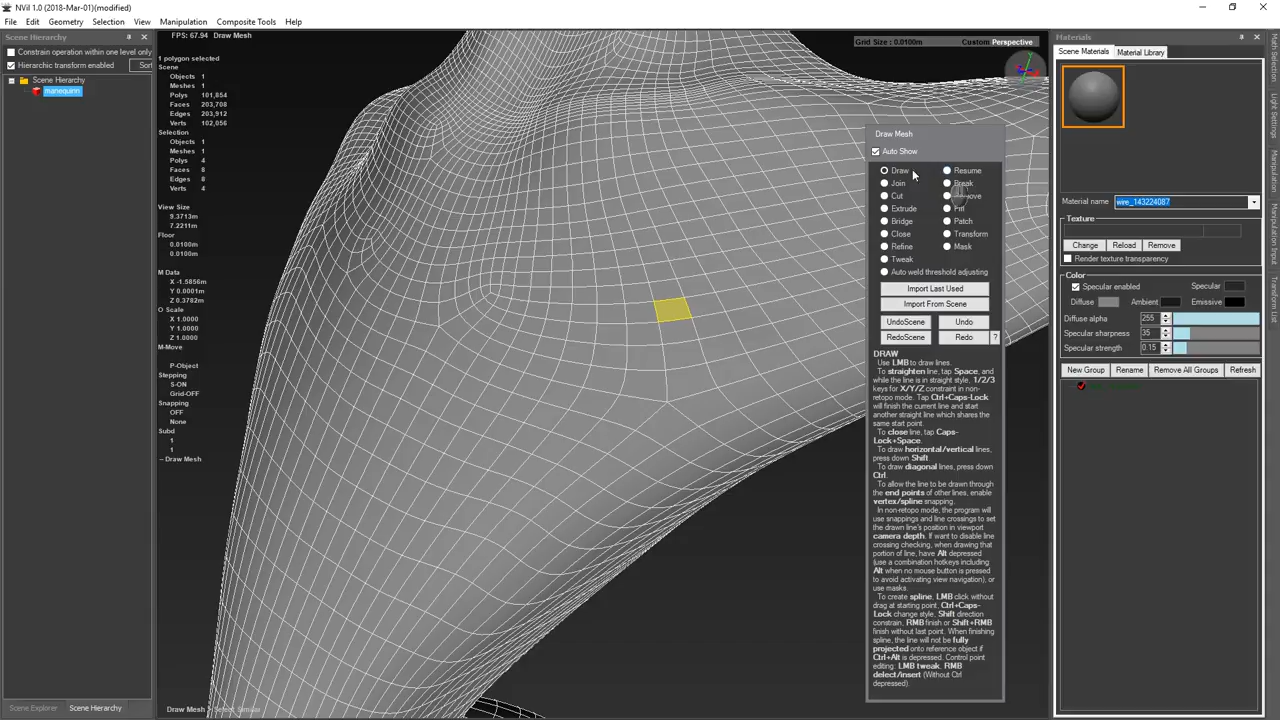 NVil 1.0 (2018-Mar-01)(modified)
File Edit Geometry Selection View Manipulation Composite Tools Help
Scene Hierarchy
Constrain operation within one level only
Hierarchic transform enabled
Sort
Scene Hierarchy
manequinn
Scene Explorer
Scene Hierarchy
FPS: 67.94 Draw Mesh
1 polygon selected
Scene
Objects 1
Meshes 1
Polys 101,854
Faces 203,708
Edges 203,912
Verts 102,056
Selection
Objects 1
Meshes 1
Polys 4
Faces 8
Edges 8
Verts 4
View Size
9.3713m
7.2211m
Floor
0.0100m
0.0100m
M Data
X -1.5856m
Y 0.0001m
Z 0.3782m
O Scale
X 1.0000
Y 1.0000
Z 1.0000
M-Move
P-Object
Stepping
S-ON
Grid-OFF
Snapping
OFF
None
Subd
1
1
-- Draw Mesh
Draw Mesh > Select Similar
Grid Size : 0.0100m Custom Perspective
Draw Mesh
Auto Show
Draw Resume
Join Break
Cut
Extrude
Bridge Patch
Close Transform
Refine Mask
Tweak
Auto weld threshold adjusting
Import Last Used
Import From Scene
UndoScene Undo
RedoScene Redo ?
DRAW
Use LMB to draw lines.
To straighten line, tap Space, and
while the line is in straight style, 1/2/3
keys for X/Y/Z constraint in non-
retopo mode. Tap Ctrl+Caps-Lock
will finish the current line and start
another straight line which shares the
same start point.
To close line, tap Caps-
Lock+Space.
To draw horizontal/vertical lines,
press down Shift.
To draw diagonal lines, press down
Ctrl.
To allow the line to be drawn through
the end points of other lines, enable
vertex/spline snapping.
In non-retopo mode, the program will
use snappings and line crossings to set
the drawn line's position in viewport
camera depth. If want to disable line
crossing checking, when drawing that
portion of line, have Alt depressed
(use a combination hotkeys including
Alt when no mouse button is pressed
to avoid activating view navigation), or
use masks.
To create spline, LMB click without
drag at starting point, Ctrl+Caps-
Lock change style, Shift direction
constrain, RMB finish or Shift+RMB
finish without last point. When finishing
spline, the line will not be fully
projected onto reference object if
Ctrl+Alt is depressed. Control point
editing: LMB tweak, RMB
delect/insert (Without Ctrl
depressed).
Materials
Scene Materials Material Library
Material name wire_143224087
Texture
Change Reload Remove
Render texture transparency
Color
Specular enabled Specular
Diffuse Ambient Emissive
Diffuse alpha 255
Specular sharpness 35
Specular strength 0.15
New Group Rename Remove All Groups Refresh
Math Selection
Light Settings
Manipulation
Manipulation Input
Transform List